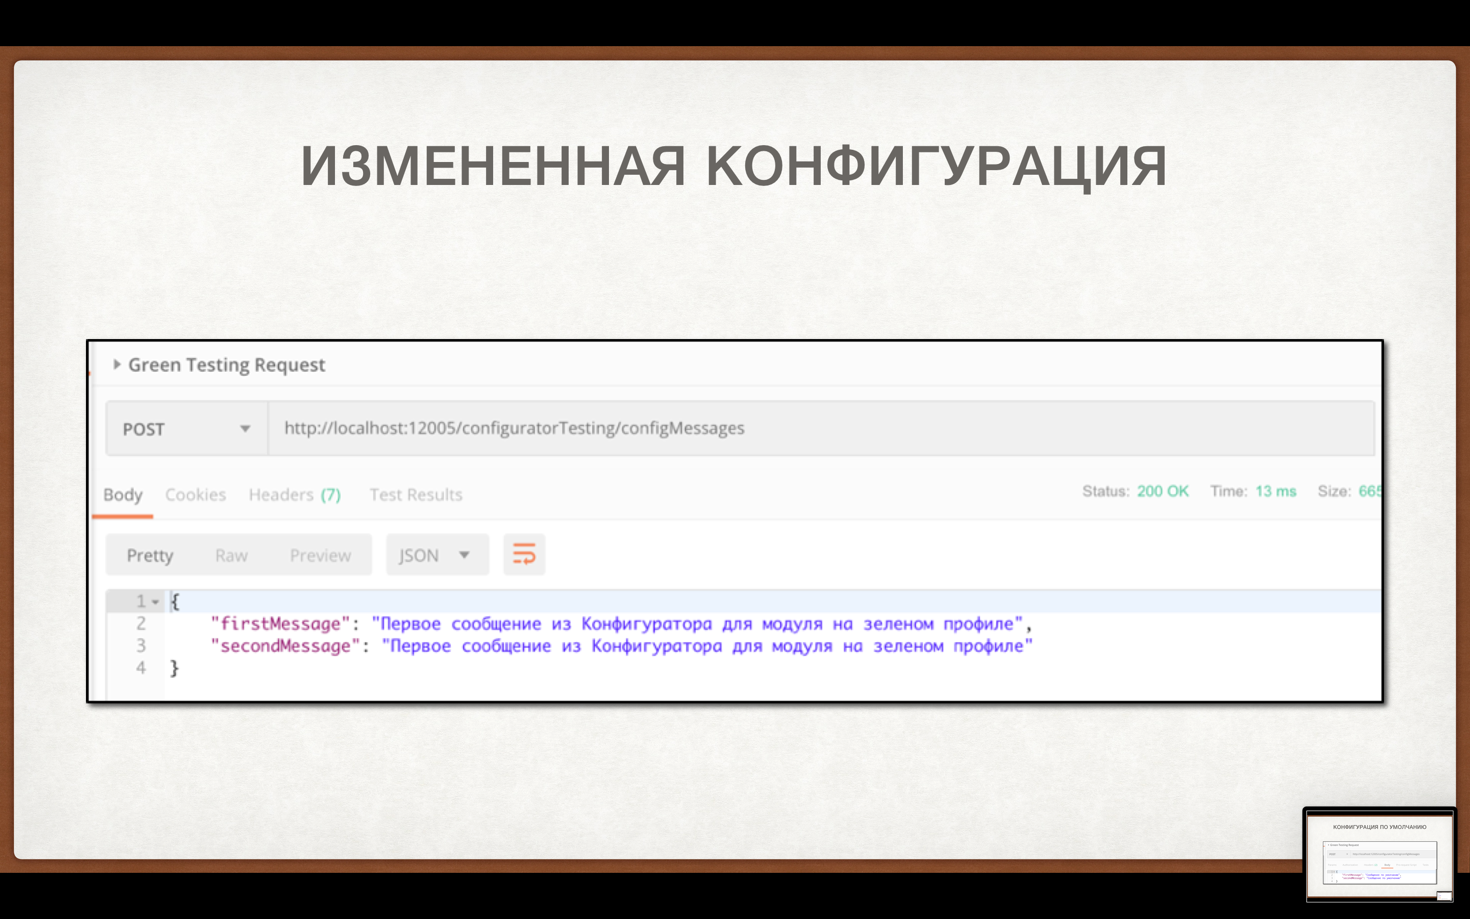 ИЗМЕНЕННАЯ КОНФИГУРАЦИЯ
Green Testing Request
POST http://localhost:12005/configuratorTesting/configMessages
Body Cookies Headers (7) Test Results Status: 200 OK Time: 13 ms Size: 665
Pretty Raw Preview JSON
1 {
2 "firstMessage": "Первое сообщение из Конфигуратора для модуля на зеленом профиле",
3 "secondMessage": "Первое сообщение из Конфигуратора для модуля на зеленом профиле"
4 }
КОНФИГУРАЦИЯ ПО УМОЛЧАНИЮ